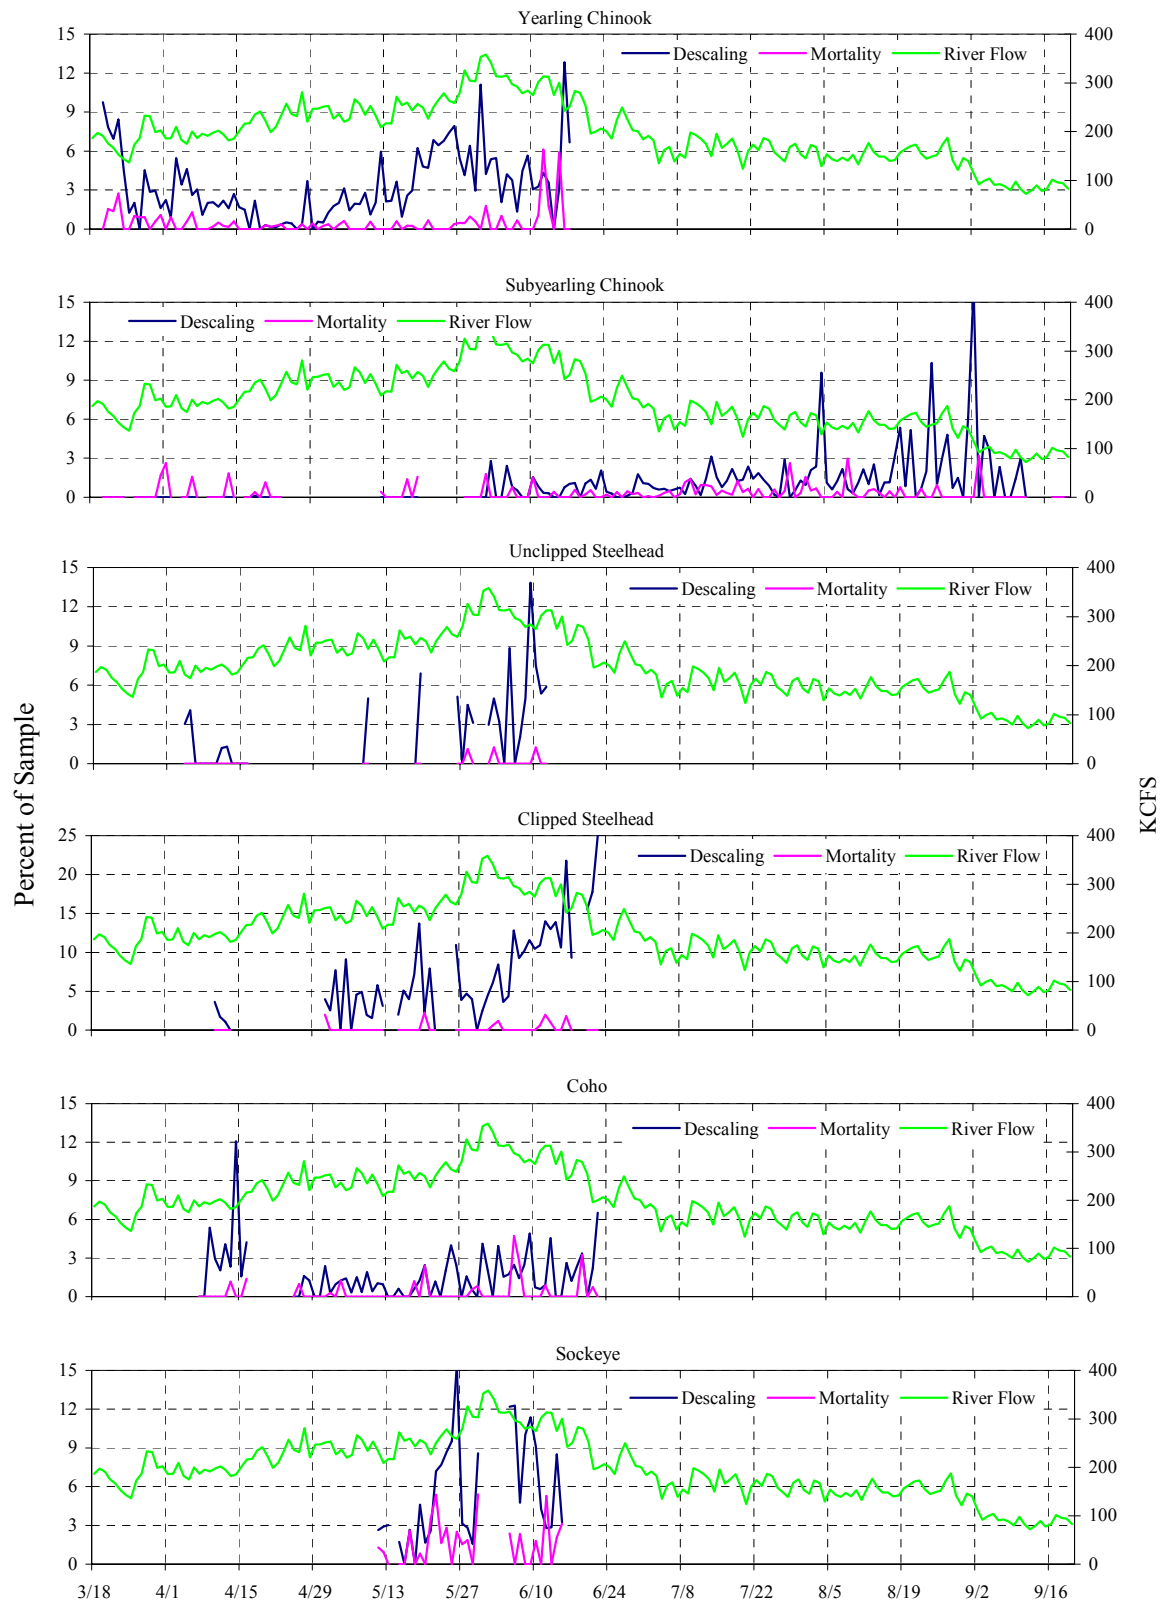 Yearling Chinook
15 12 9 6 3 0
Descaling Mortality River Flow
400 300 200 100 0
Subyearling Chinook
15 12 9 6 3 0
Descaling Mortality River Flow
400 300 200 100 0
Unclipped Steelhead
15 12 9 6 3 0
Descaling Mortality River Flow
400 300 200 100 0
Percent of Sample
KCFS
Clipped Steelhead
25 20 15 10 5 0
Descaling Mortality River Flow
400 300 200 100 0
Coho
15 12 9 6 3 0
Descaling Mortality River Flow
400 300 200 100 0
Sockeye
15 12 9 6 3 0
Descaling Mortality River Flow
400 300 200 100 0
3/18 4/1 4/15 4/29 5/13 5/27 6/10 6/24 7/8 7/22 8/5 8/19 9/2 9/16